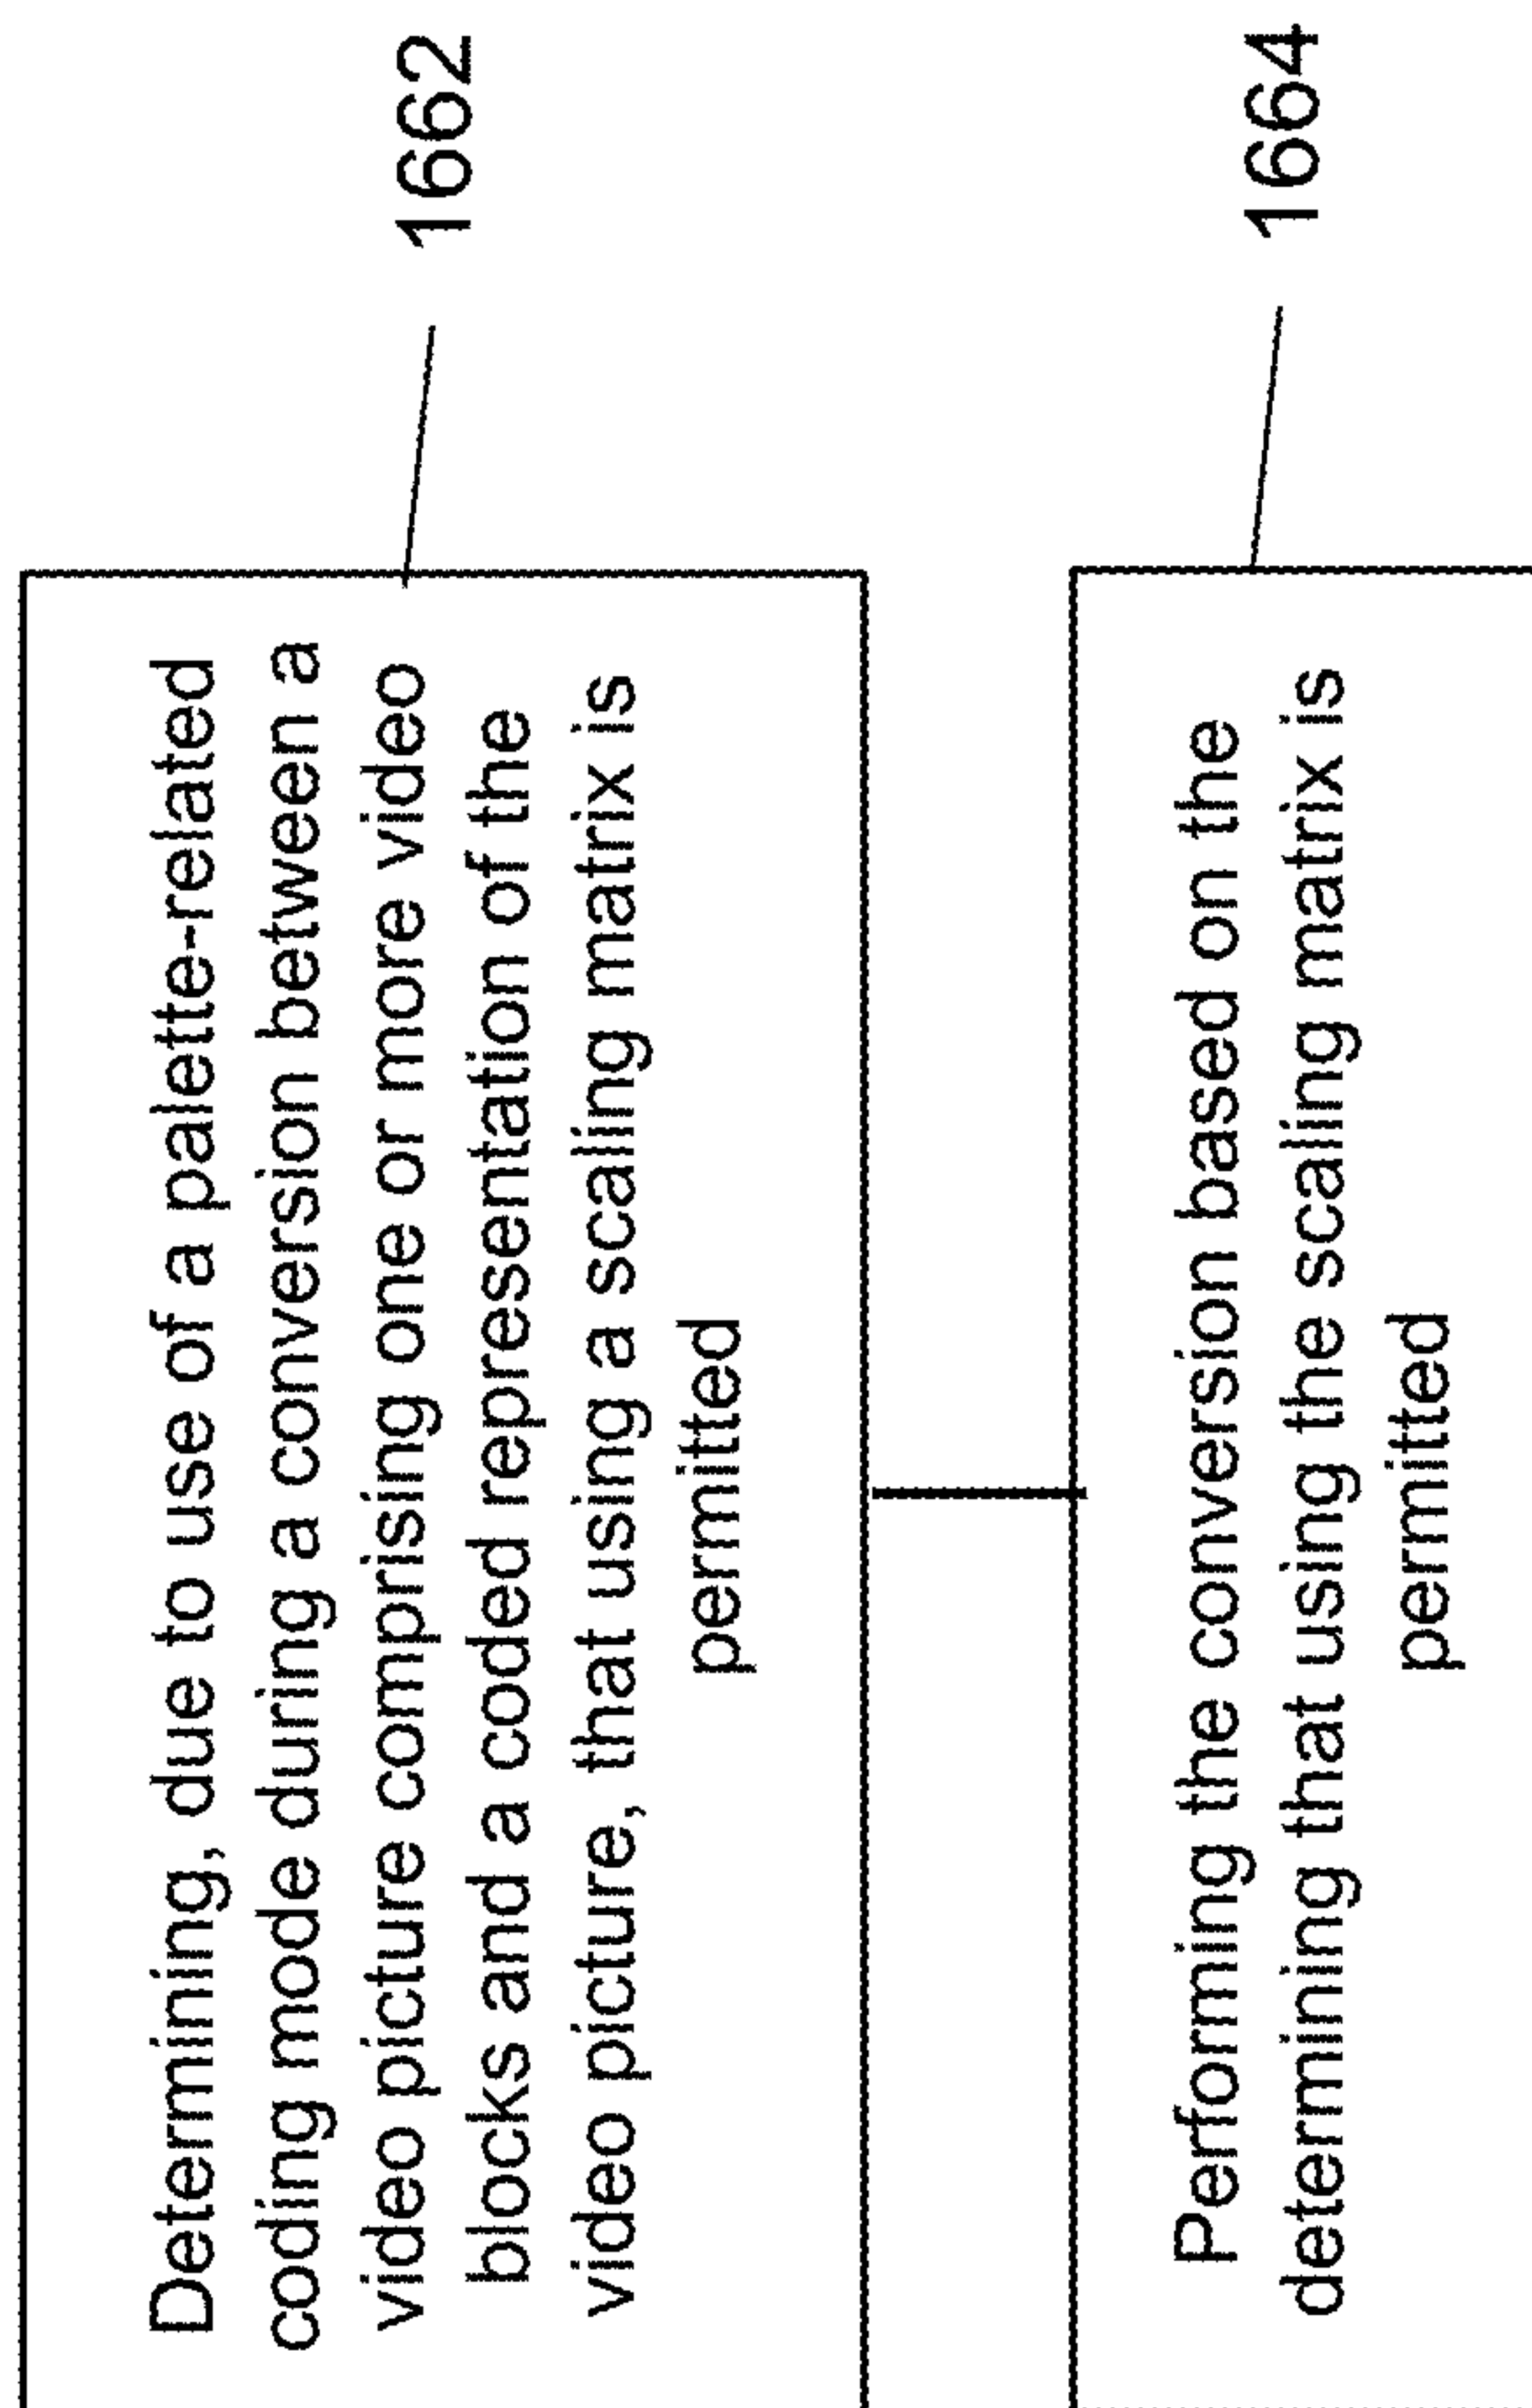 Determining, due to use of a palette-related
coding mode during a conversion between a
video picture comprising one or more video
blocks and a coded representation of the
video picture, that using a scaling matrix is
permitted
1662
Performing the conversion based on the
determining that using the scaling matrix is
permitted
1664